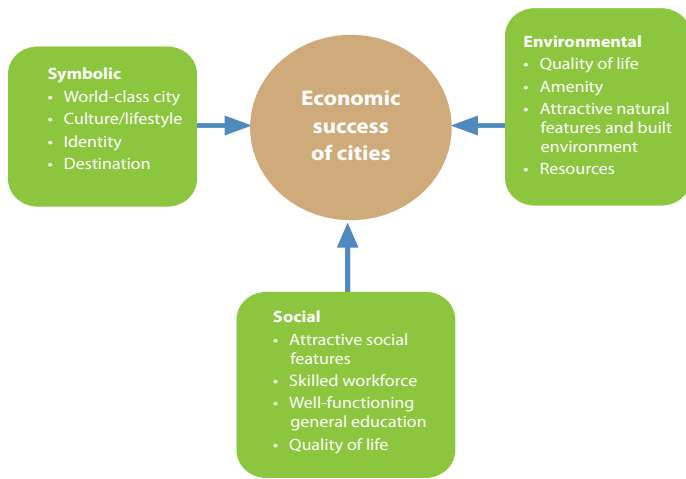 Symbolic
• World-class city
• Culture/lifestyle
• Identity
• Destination
Economic
success
of cities
Environmental
• Quality of life
• Amenity
• Attractive natural
features and built
environment
• Resources
Social
• Attractive social
features
• Skilled workforce
• Well-functioning
general education
• Quality of life